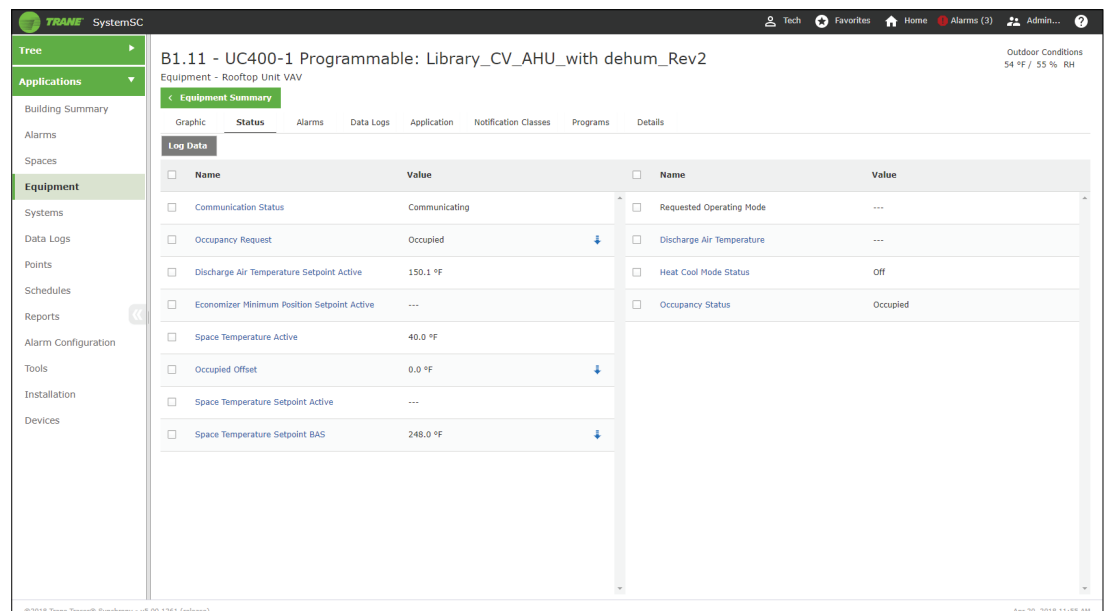 TRANE SystemSC
Tech Favorites Home Alarms (3) Admin...
Tree
Applications
Building Summary
Alarms
Spaces
Equipment
Systems
Data Logs
Points
Schedules
Reports
Alarm Configuration
Tools
Installation
Devices
B1.11 - UC400-1 Programmable: Library_CV_AHU_with dehum_Rev2
Equipment - Rooftop Unit VAV
Outdoor Conditions
54 ºF / 55 % RH
< Equipment Summary
Graphic Status Alarms Data Logs Application Notification Classes Programs Details
Log Data
Name Value
Communication Status Communicating
Occupancy Request Occupied
Discharge Air Temperature Setpoint Active 150.1 ºF
Economizer Minimum Position Setpoint Active ---
Space Temperature Active 40.0 ºF
Occupied Offset 0.0 ºF
Space Temperature Setpoint Active ---
Space Temperature Setpoint BAS 248.0 ºF
Name Value
Requested Operating Mode ---
Discharge Air Temperature ---
Heat Cool Mode Status Off
Occupancy Status Occupied